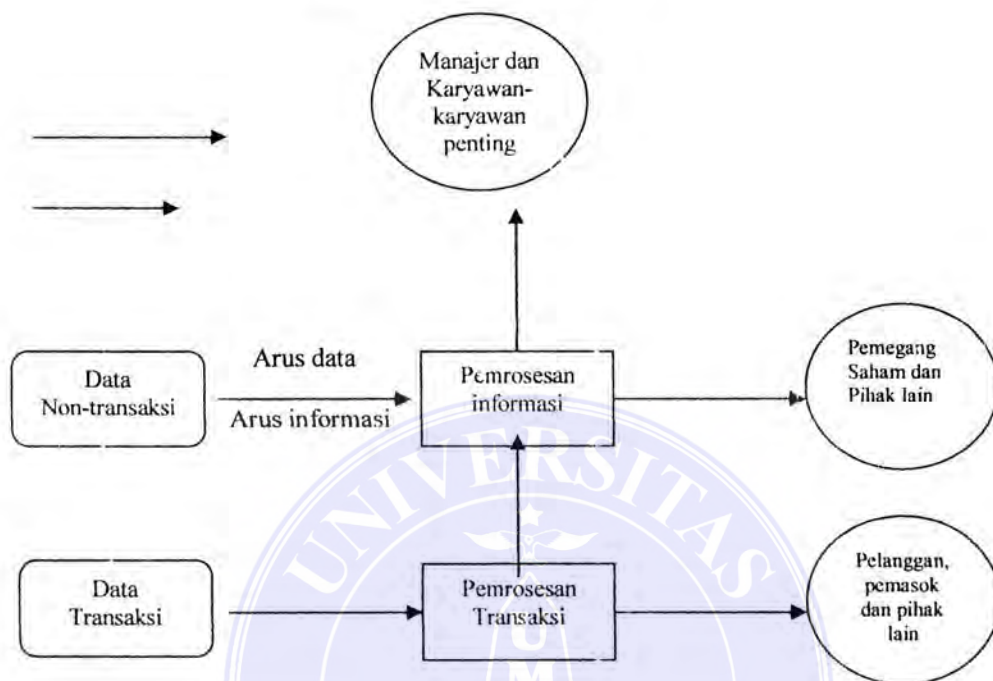 Manajer dan
Karyawan-
karyawan
penting
Arus data
Arus informasi
Data
Non-transaksi
Pemrosesan
informasi
Pemegang
Saham dan
Pihak lain
UNIVERSITAS
Data
Transaksi
Pemrosesan
Transaksi
Pelanggan,
pemasok
dan pihak
lain
U
M